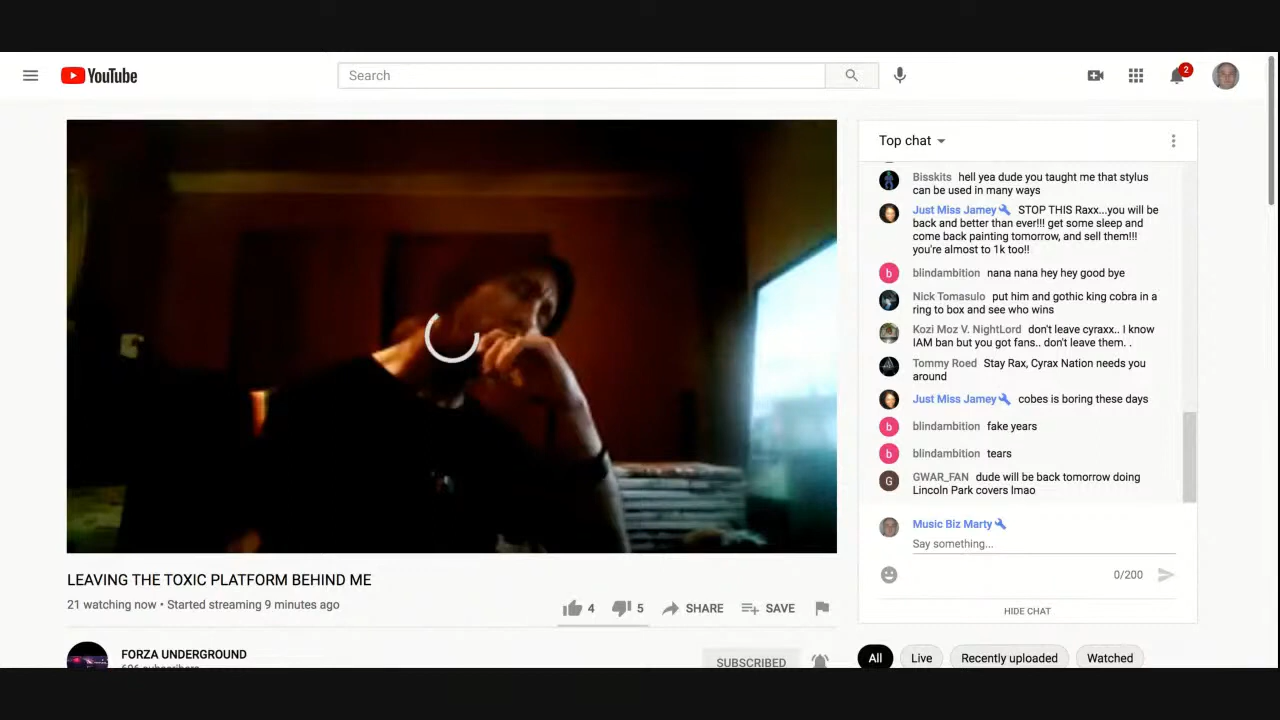 YouTube
Search
2
Top chat
Bisskits hell yea dude you taught me that stylus
can be used in many ways
Just Miss Jamey STOP THIS Raxx...you will be
back and better than ever!!! get some sleep and
come back painting tomorrow, and sell them!!!
you're almost to 1k too!!
b blindambition nana nana hey hey good bye
Nick Tomasulo put him and gothic king cobra in a
ring to box and see who wins
Kozi Moz V. NightLord don't leave cyraxx.. I know
IAM ban but you got fans.. don't leave them. .
Tommy Roed Stay Rax, Cyrax Nation needs you
around
Just Miss Jamey cobes is boring these days
b blindambition fake years
b blindambition tears
G GWAR_FAN dude will be back tomorrow doing
Lincoln Park covers lmao
Music Biz Marty
Say something...
0/200
HIDE CHAT
LEAVING THE TOXIC PLATFORM BEHIND ME
21 watching now • Started streaming 9 minutes ago
4 5 SHARE SAVE
FORZA UNDERGROUND
SUBSCRIBED
All Live Recently uploaded Watched